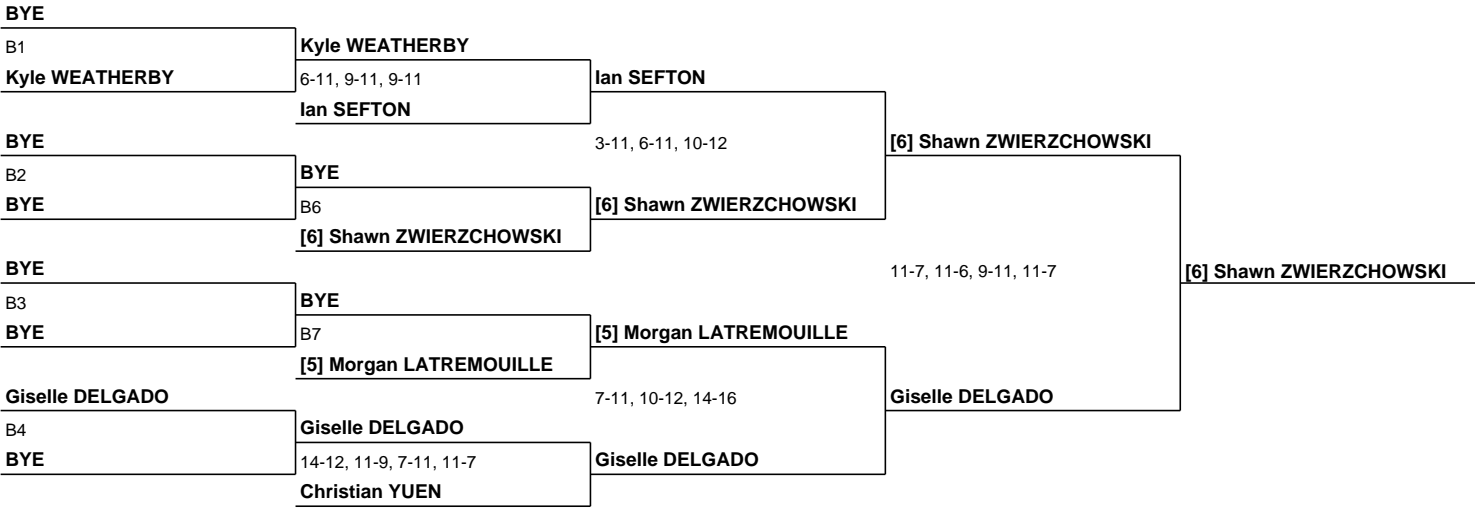 BYE
B1
Kyle WEATHERBY
Kyle WEATHERBY
6-11, 9-11, 9-11
Ian SEFTON
Ian SEFTON
BYE
B2
BYE
BYE
B6
[6] Shawn ZWIERZCHOWSKI
3-11, 6-11, 10-12
[6] Shawn ZWIERZCHOWSKI
[6] Shawn ZWIERZCHOWSKI
BYE
B3
BYE
BYE
B7
[5] Morgan LATREMOUILLE
[5] Morgan LATREMOUILLE
Giselle DELGADO
B4
BYE
Giselle DELGADO
14-12, 11-9, 7-11, 11-7
Christian YUEN
7-11, 10-12, 14-16
Giselle DELGADO
Giselle DELGADO
11-7, 11-6, 9-11, 11-7
[6] Shawn ZWIERZCHOWSKI